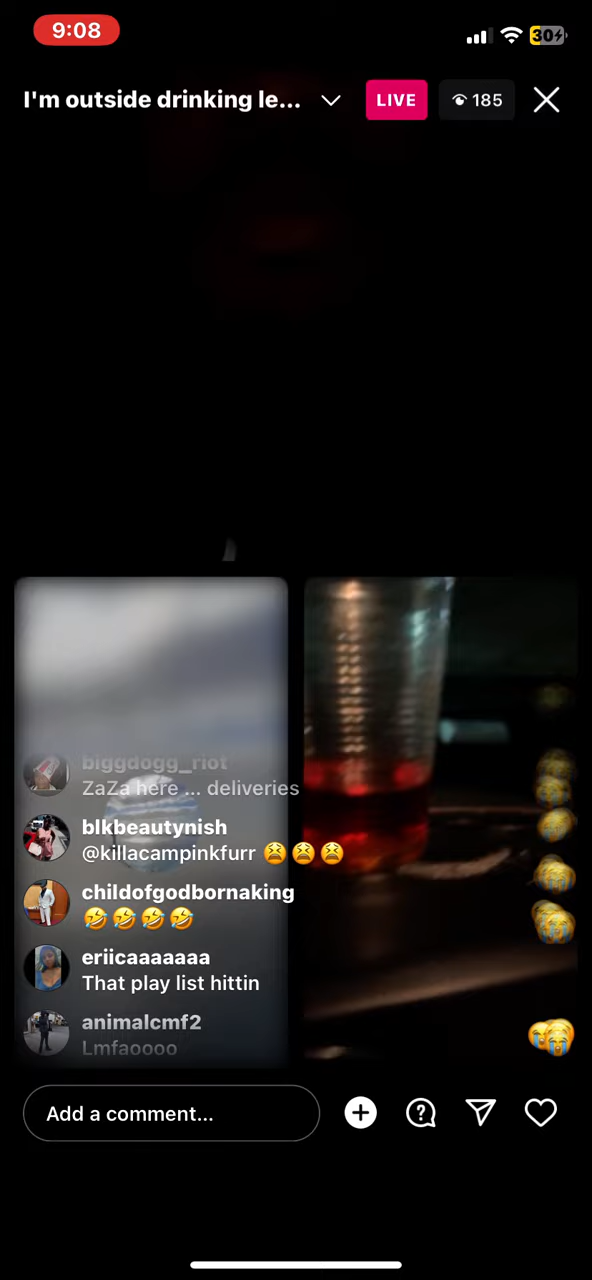 9:08
30
I'm outside drinking le...
LIVE
185
biggdogg_riot
ZaZa here ... deliveries
blkbeautynish
@killacampinkfurr 😫 😫 😫
childofgodbornaking
🤣 🤣 🤣 🤣
eriicaaaaaaa
That play list hittin
animalcmf2
Lmfaoooo
Add a comment...